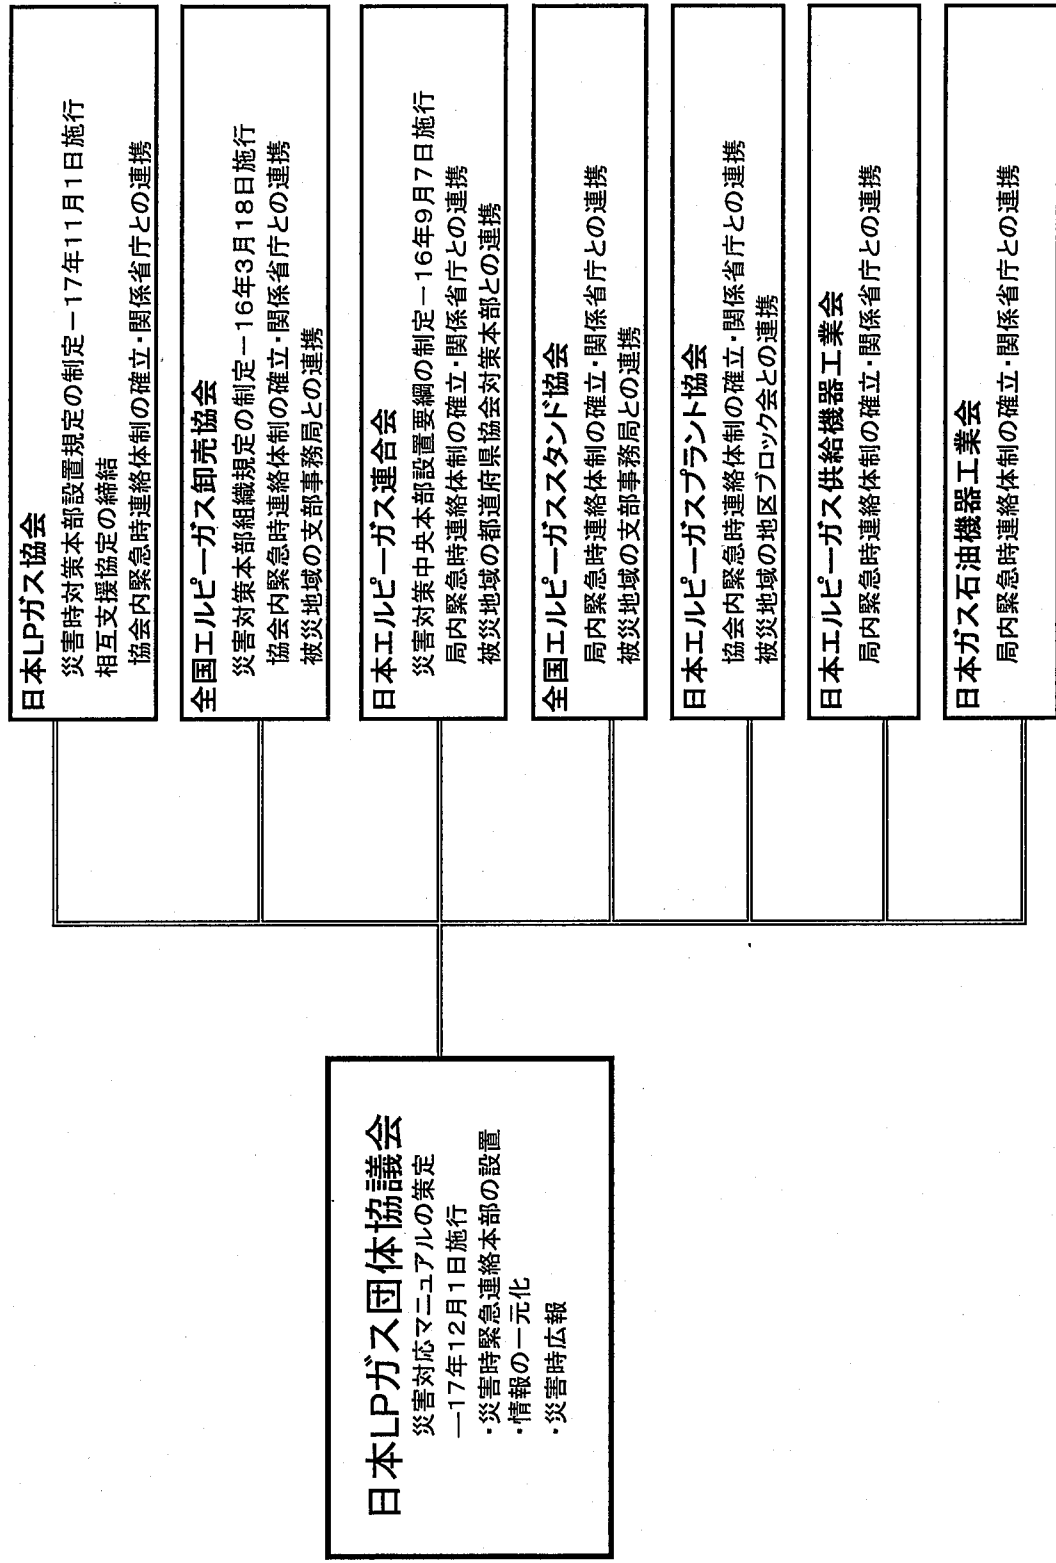 日本LPガス団体協議会
災害対応マニュアルの策定
―17年12月1日施行
・災害時緊急連絡本部の設置
・情報の一元化
・災害時広報
日本LPガス協会
災害時対策本部設置規定の制定－17年11月1日施行
相互支援協定の締結
協会内緊急時連絡体制の確立・関係省庁との連携
全国エルピーガス卸売協会
災害対策本部組織規定の制定－16年3月18日施行
協会内緊急時連絡体制の確立・関係省庁との連携
被災地域の支部事務局との連携
日本エルピーガス連合会
災害対策中央本部設置要綱の制定－16年9月7日施行
局内緊急時連絡体制の確立・関係省庁との連携
被災地域の都道府県協会対策本部との連携
全国エルピーガススタンド協会
局内緊急時連絡体制の確立・関係省庁との連携
被災地域の支部事務局との連携
日本エルピーガスプラント協会
協会内緊急時連絡体制の確立・関係省庁との連携
被災地域の地区ブロック会との連携
日本エルピーガス供給機器工業会
局内緊急時連絡体制の確立・関係省庁との連携
日本ガス石油機器工業会
局内緊急時連絡体制の確立・関係省庁との連携